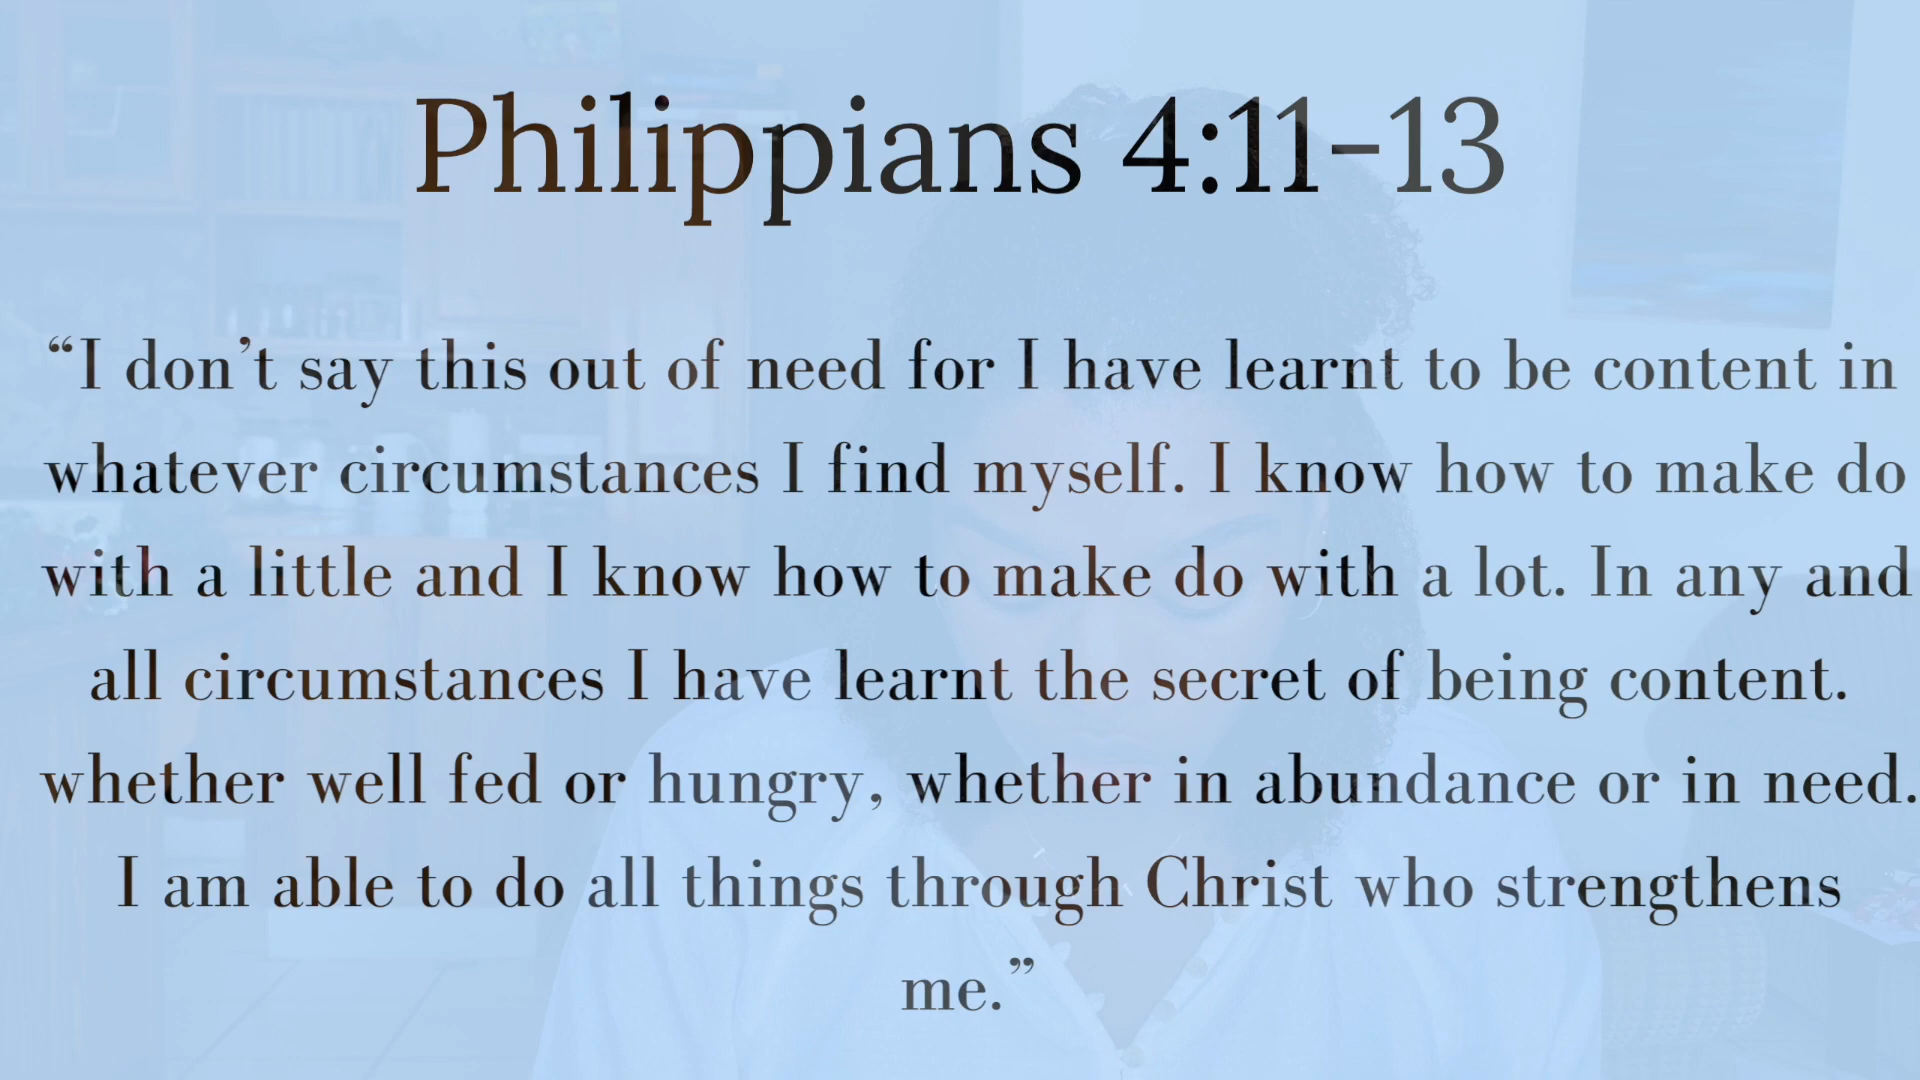 Philippians 4:11-13
“I don’t say this out of need for I have learnt to be content in
whatever circumstances I find myself. I know how to make do
with a little and I know how to make do with a lot. In any and
all circumstances I have learnt the secret of being content.
whether well fed or hungry, whether in abundance or in need.
I am able to do all things through Christ who strengthens
me.”